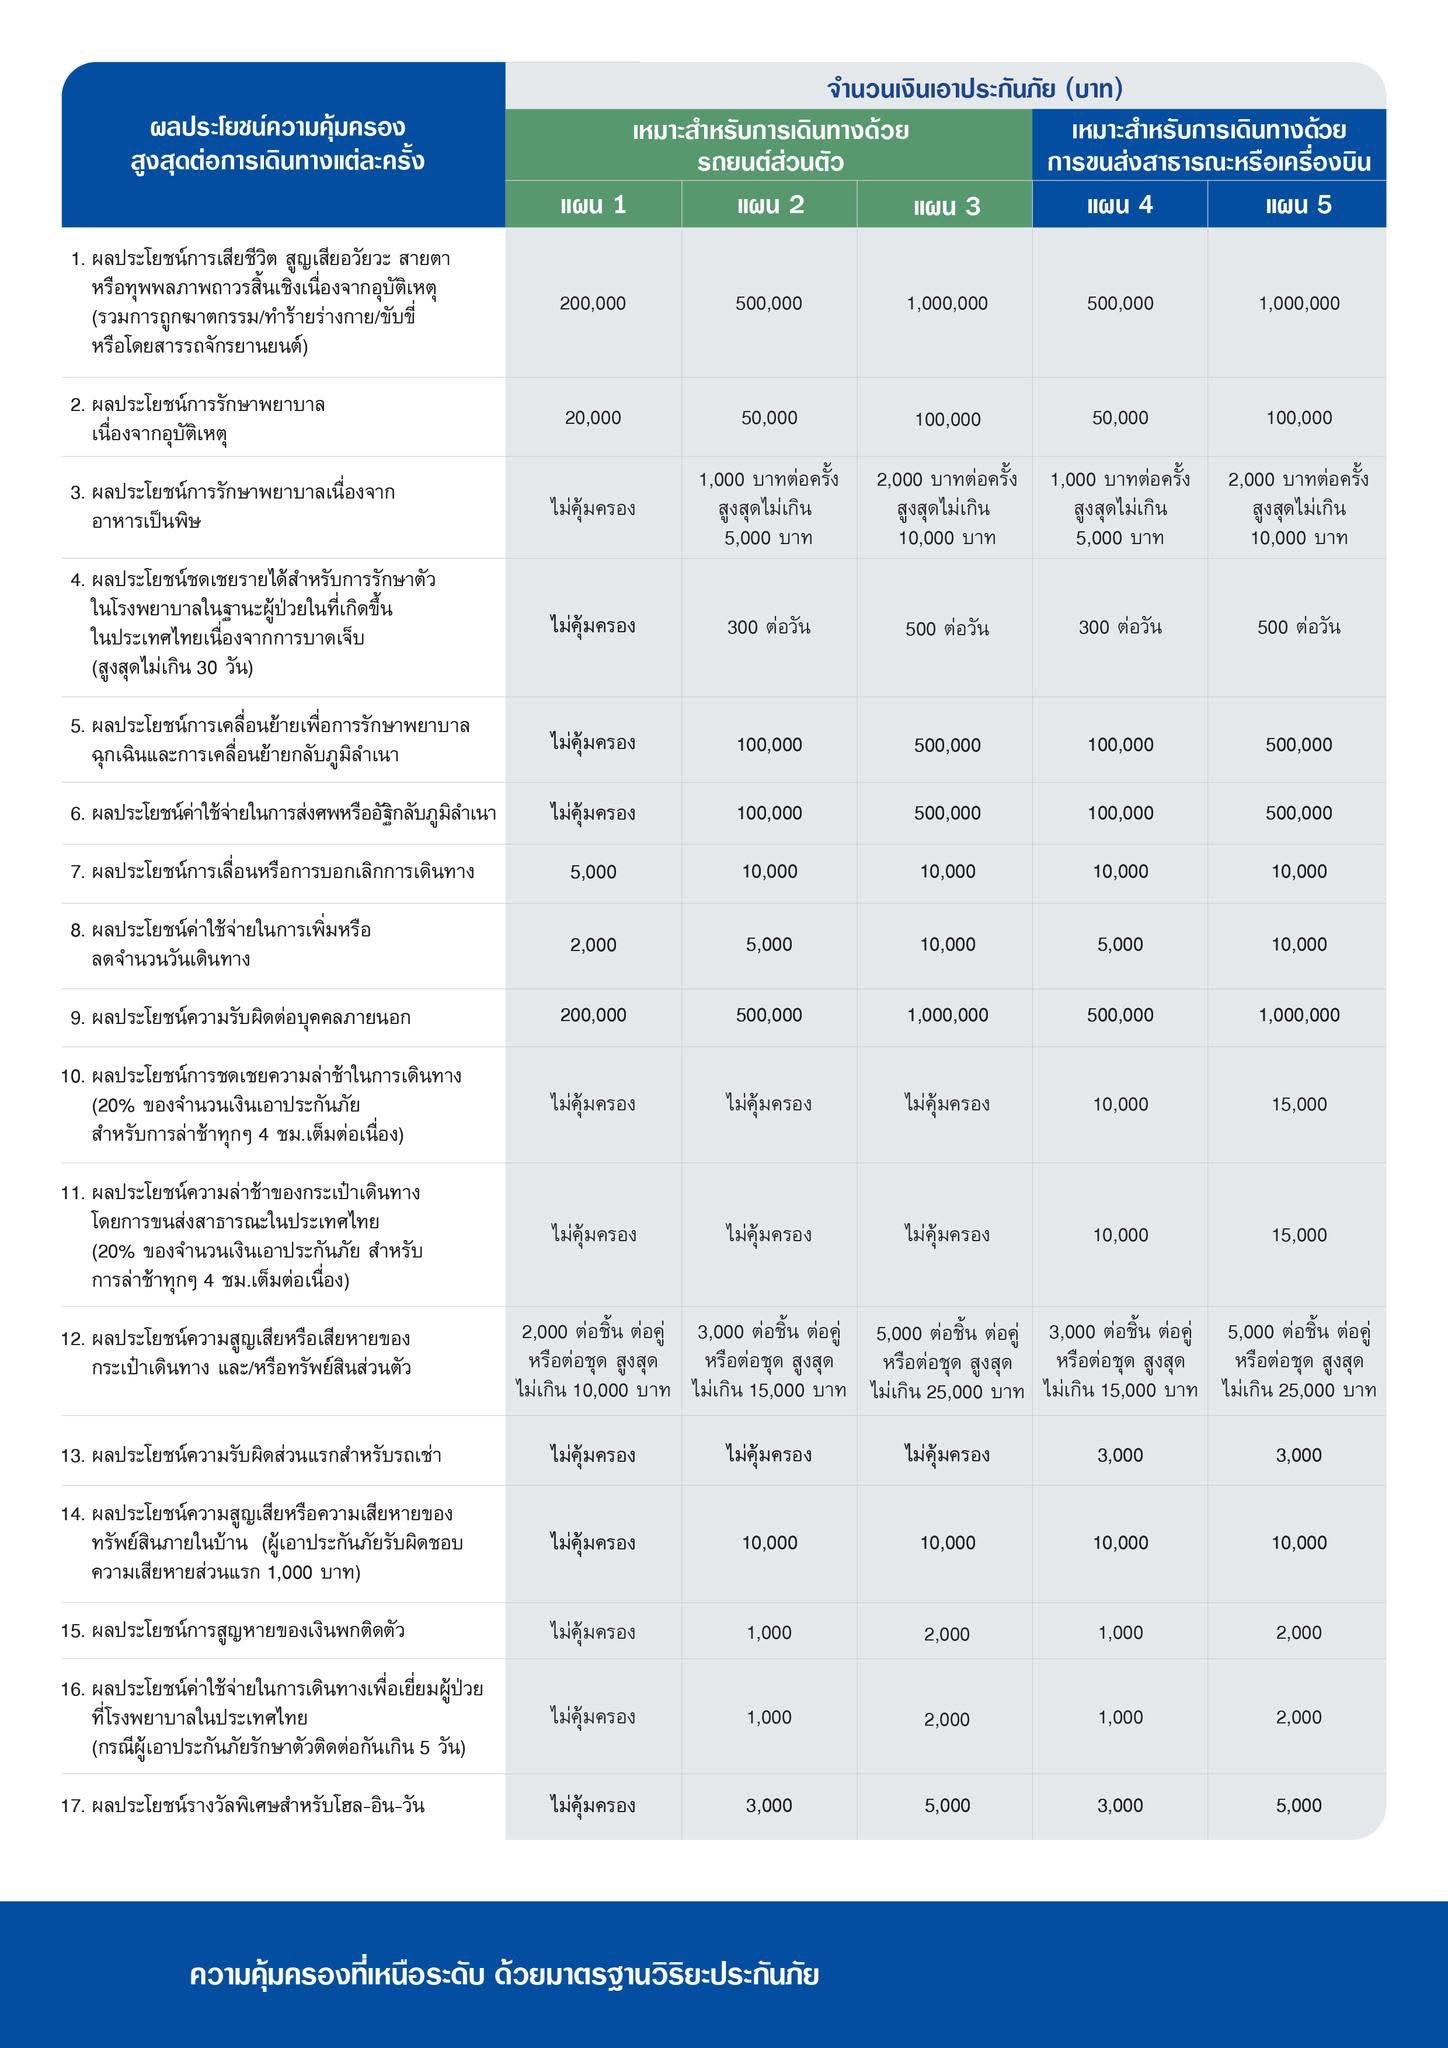 ผลประโยชน์ความคุ้มครอง
สูงสุดต่อการเดินทางแต่ละครั้ง
จำนวนเงินเอาประกันภัย (บาท)
เหมาะสำหรับการเดินทางด้วย
รถยนต์ส่วนตัว
เหมาะสำหรับการเดินทางด้วย
การขนส่งสาธารณะหรือเครื่องบิน
แผน 1
แผน 2
แผน 3
แผน 4
แผน 5
1. ผลประโยชน์การเสียชีวิต สูญเสียอวัยวะ สายตา
หรือทุพพลภาพถาวรสิ้นเชิงเนื่องจากอุบัติเหตุ
(รวมการถูกฆาตกรรม/ทำร้ายร่างกาย/ขับขี่
หรือโดยสารรถจักรยานยนต์)
200,000
500,000
1,000,000
500,000
1,000,000
2. ผลประโยชน์การรักษาพยาบาล
เนื่องจากอุบัติเหตุ
20,000
50,000
100,000
50,000
100,000
3. ผลประโยชน์การรักษาพยาบาลเนื่องจาก
อาหารเป็นพิษ
ไม่คุ้มครอง
1,000 บาทต่อครั้ง
สูงสุดไม่เกิน
5,000 บาท
2,000 บาทต่อครั้ง
สูงสุดไม่เกิน
10,000 บาท
1,000 บาทต่อครั้ง
สูงสุดไม่เกิน
5,000 บาท
2,000 บาทต่อครั้ง
สูงสุดไม่เกิน
10,000 บาท
4. ผลประโยชน์ชดเชยรายได้สำหรับการรักษาตัว
ในโรงพยาบาลในฐานะผู้ป่วยในที่เกิดขึ้น
ในประเทศไทยเนื่องจากการบาดเจ็บ
(สูงสุดไม่เกิน 30 วัน)
ไม่คุ้มครอง
300 ต่อวัน
500 ต่อวัน
300 ต่อวัน
500 ต่อวัน
5. ผลประโยชน์การเคลื่อนย้ายเพื่อการรักษาพยาบาล
ฉุกเฉินและการเคลื่อนย้ายกลับภูมิลำเนา
ไม่คุ้มครอง
100,000
500,000
100,000
500,000
6. ผลประโยชน์ค่าใช้จ่ายในการส่งศพหรืออัฐิกลับภูมิลำเนา
ไม่คุ้มครอง
100,000
500,000
100,000
500,000
7. ผลประโยชน์การเลื่อนหรือการบอกเลิกการเดินทาง
5,000
10,000
10,000
10,000
10,000
8. ผลประโยชน์ค่าใช้จ่ายในการเพิ่มหรือ
ลดจำนวนวันเดินทาง
2,000
5,000
10,000
5,000
10,000
9. ผลประโยชน์ความรับผิดต่อบุคคลภายนอก
200,000
500,000
1,000,000
500,000
1,000,000
10. ผลประโยชน์การชดเชยความล่าช้าในการเดินทาง
(20% ของจำนวนเงินเอาประกันภัย
สำหรับการล่าช้าทุกๆ 4 ชม.เต็มต่อเนื่อง)
ไม่คุ้มครอง
ไม่คุ้มครอง
ไม่คุ้มครอง
10,000
15,000
11. ผลประโยชน์ความล่าช้าของกระเป๋าเดินทาง
โดยการขนส่งสาธารณะในประเทศไทย
(20% ของจำนวนเงินเอาประกันภัย สำหรับ
การล่าช้าทุกๆ 4 ชม.เต็มต่อเนื่อง)
ไม่คุ้มครอง
ไม่คุ้มครอง
ไม่คุ้มครอง
10,000
15,000
12. ผลประโยชน์ความสูญเสียหรือเสียหายของ
กระเป๋าเดินทาง และ/หรือทรัพย์สินส่วนตัว
2,000 ต่อชิ้น ต่อคู่
หรือต่อชุด สูงสุด
ไม่เกิน 10,000 บาท
3,000 ต่อชิ้น ต่อคู่
หรือต่อชุด สูงสุด
ไม่เกิน 15,000 บาท
5,000 ต่อชิ้น ต่อคู่
หรือต่อชุด สูงสุด
ไม่เกิน 25,000 บาท
3,000 ต่อชิ้น ต่อคู่
หรือต่อชุด สูงสุด
ไม่เกิน 15,000 บาท
5,000 ต่อชิ้น ต่อคู่
หรือต่อชุด สูงสุด
ไม่เกิน 25,000 บาท
13. ผลประโยชน์ความรับผิดส่วนแรกสำหรับรถเช่า
ไม่คุ้มครอง
ไม่คุ้มครอง
ไม่คุ้มครอง
3,000
3,000
14. ผลประโยชน์ความสูญเสียหรือความเสียหายของ
ทรัพย์สินภายในบ้าน (ผู้เอาประกันภัยรับผิดชอบ
ความเสียหายส่วนแรก 1,000 บาท)
ไม่คุ้มครอง
10,000
10,000
10,000
10,000
15. ผลประโยชน์การสูญหายของเงินพกติดตัว
ไม่คุ้มครอง
1,000
2,000
1,000
2,000
16. ผลประโยชน์ค่าใช้จ่ายในการเดินทางเพื่อเยี่ยมผู้ป่วย
ที่โรงพยาบาลในประเทศไทย
(กรณีผู้เอาประกันภัยรักษาตัวติดต่อกันเกิน 5 วัน)
ไม่คุ้มครอง
1,000
2,000
1,000
2,000
17. ผลประโยชน์รางวัลพิเศษสำหรับโฮล-อิน-วัน
ไม่คุ้มครอง
3,000
5,000
3,000
5,000
ความคุ้มครองที่เหนือระดับ ด้วยมาตรฐานวิริยะประกันภัย